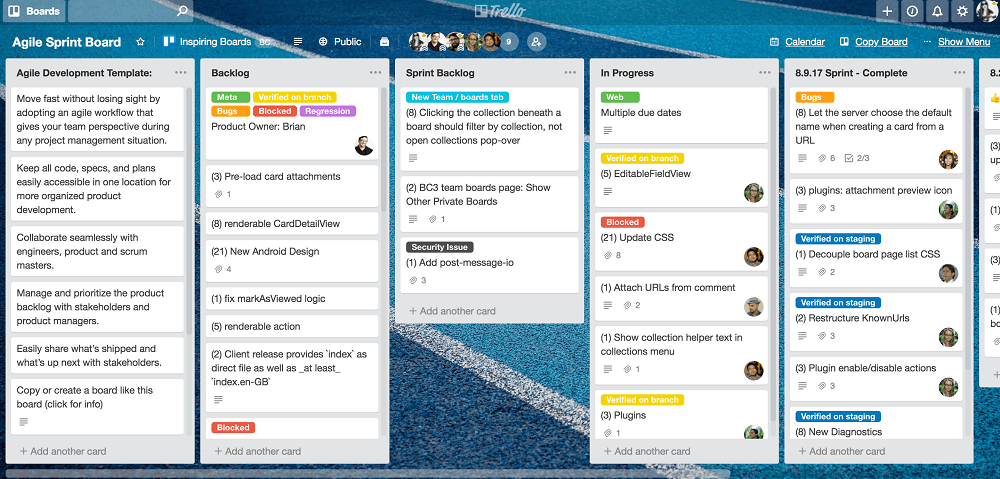 Boards
Trello
Agile Sprint Board
Inspiring Boards
BC
Public
9
Calendar
Copy Board
Show Menu
Agile Development Template:
Move fast without losing sight by
adopting an agile workflow that
gives your team perspective during
any project management situation.
Keep all code, specs, and plans
easily accessible in one location for
more organized product
development.
Collaborate seamlessly with
engineers, product and scrum
masters.
Manage and prioritize the product
backlog with stakeholders and
product managers.
Easily share what's shipped and
what's up next with stakeholders.
Copy or create a board like this
board (click for info)
+ Add another card
Backlog
Meta
Verified on branch
Bugs
Blocked
Regression
Product Owner: Brian
(3) Pre-load card attachments
1
(8) renderable CardDetailView
(21) New Android Design
4
(1) fix markAsViewed logic
(5) renderable action
(2) Client release provides `index` as
direct file as well as _at least_
`index.en-GB`
Blocked
+ Add another card
Sprint Backlog
New Team / boards tab
(8) Clicking the collection beneath a
board should filter by collection, not
open collections pop-over
(2) BC3 team boards page: Show
Other Private Boards
1
Security Issue
(1) Add post-message-io
3
+ Add another card
In Progress
Web
Multiple due dates
Verified on branch
(5) EditableFieldView
Blocked
(21) Update CSS
8
(1) Attach URLs from comment
2
(1) Show collection helper text in
collections menu
1
Verified on branch
(3) Plugins
1
+ Add another card
8.9.17 Sprint - Complete
Bugs
(8) Let the server choose the default
name when creating a card from a
URL
6
2/3
(3) plugins: attachment preview icon
3
Verified on staging
(1) Decouple board page list CSS
2
Verified on staging
(2) Restructure KnownUrls
3
(3) Plugin enable/disable actions
3
Verified on staging
(8) New Diagnostics
+ Add another card
8.2
(3)
up
(1)
(3)
(1)
bo